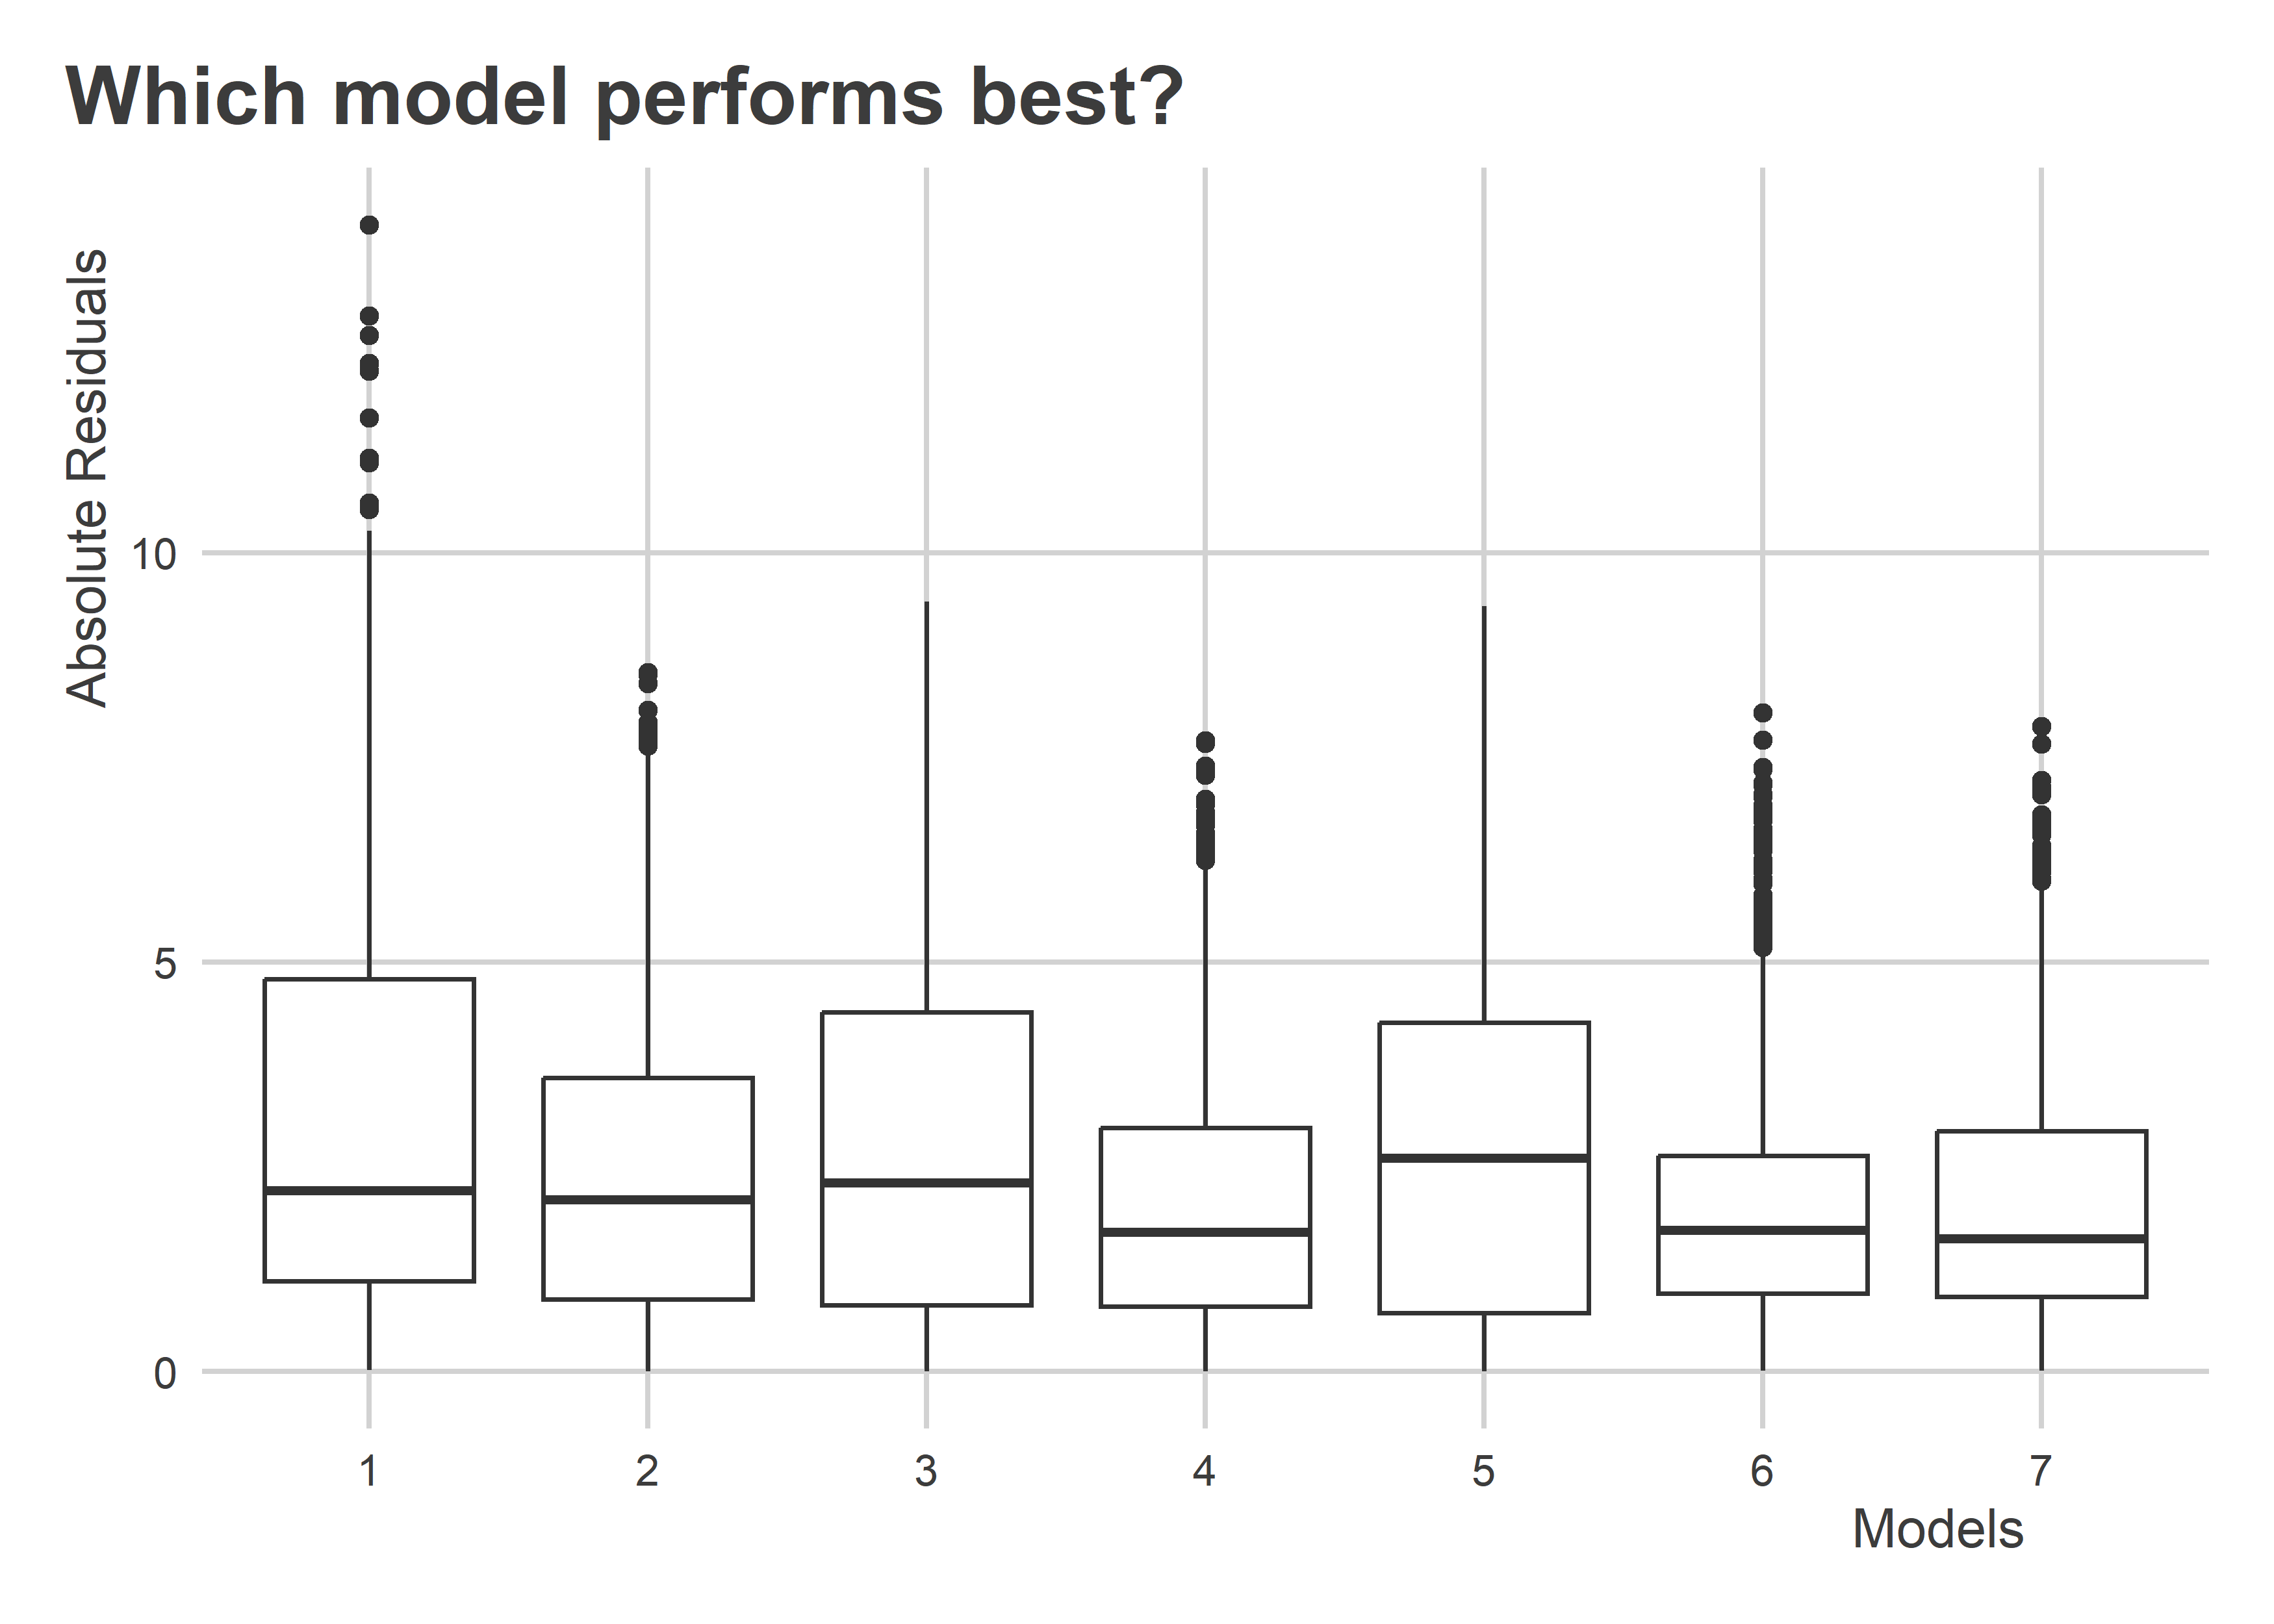 Which model performs best?
Absolute Residuals
10
5
0
1 2 3 4 5 6 7
Models